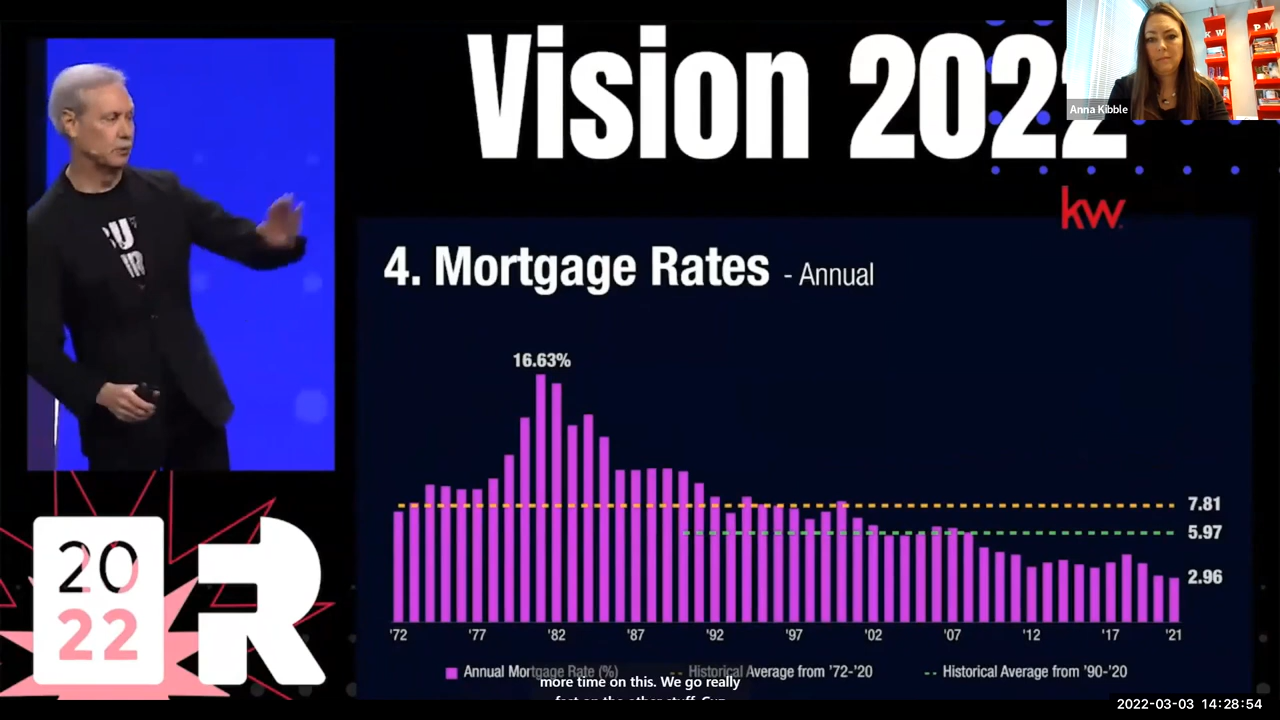 Vision 2022
Anna Kibble
KW
PM
kw
4. Mortgage Rates - Annual
16.63%
7.81
5.97
2.96
'72 '77 '82 '87 '92 '97 '02 '07 '12 '17 '21
Annual Mortgage Rate (%) Historical Average from '72-'20 Historical Average from '90-'20
more time on this. We go really
20
22
R
2022-03-03 14:28:54